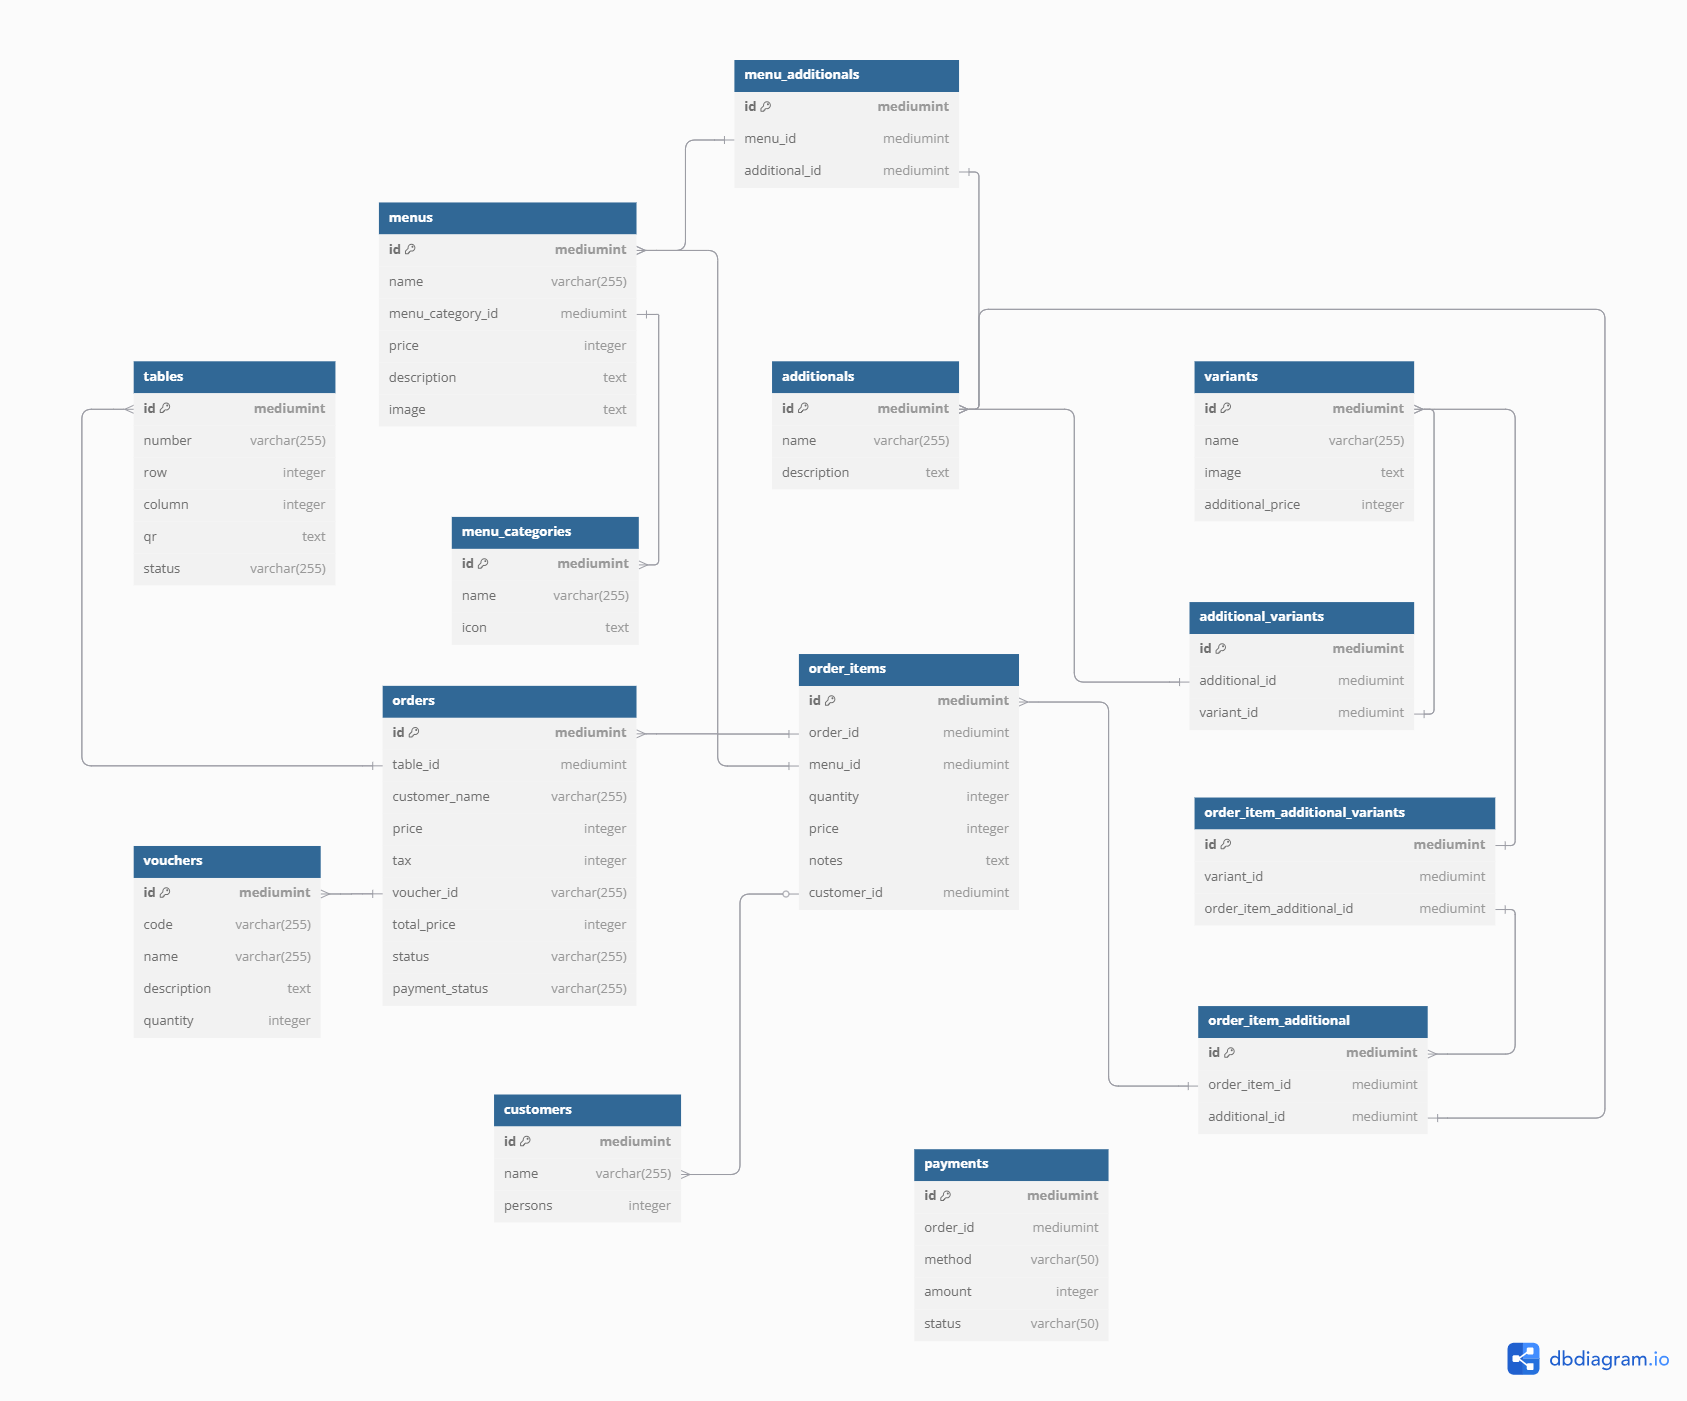 menu_additionals
id mediumint
menu_id mediumint
additional_id mediumint
menus
id mediumint
name varchar(255)
menu_category_id mediumint
price integer
description text
image text
tables
id mediumint
number varchar(255)
row integer
column integer
qr text
status varchar(255)
additionals
id mediumint
name varchar(255)
description text
variants
id mediumint
name varchar(255)
image text
additional_price integer
menu_categories
id mediumint
name varchar(255)
icon text
additional_variants
id mediumint
additional_id mediumint
variant_id mediumint
order_items
id mediumint
order_id mediumint
menu_id mediumint
quantity integer
price integer
notes text
customer_id mediumint
orders
id mediumint
table_id mediumint
customer_name varchar(255)
price integer
tax integer
voucher_id varchar(255)
total_price integer
status varchar(255)
payment_status varchar(255)
order_item_additional_variants
id mediumint
variant_id mediumint
order_item_additional_id mediumint
vouchers
id mediumint
code varchar(255)
name varchar(255)
description text
quantity integer
order_item_additional
id mediumint
order_item_id mediumint
additional_id mediumint
customers
id mediumint
name varchar(255)
persons integer
payments
id mediumint
order_id mediumint
method varchar(50)
amount integer
status varchar(50)
dbdiagram.io